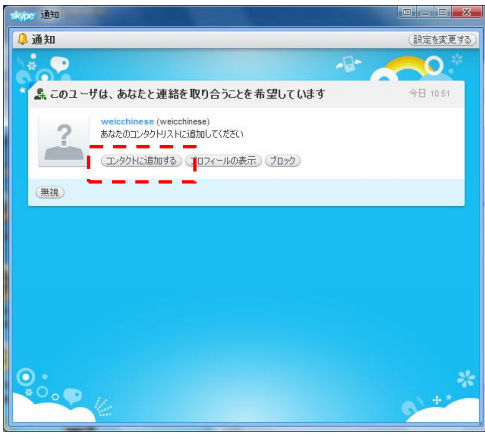 skype 通知
通知
設定を変更する
このユーザは、あなたと連絡を取り合うことを希望しています
今日 10:51
weicchinese (weicchinese)
あなたのコンタクトリストに追加してください
コンタクトに追加する プロフィールの表示 ブロック
無視